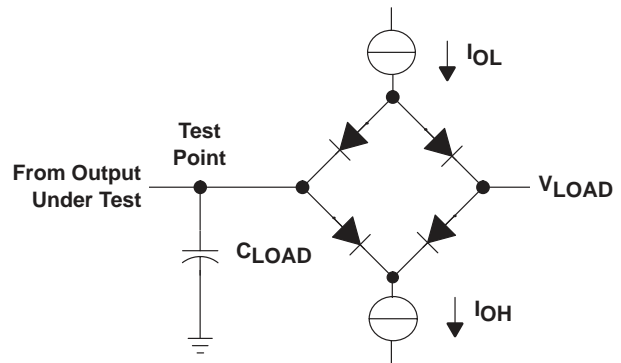 IOL
Test
Point
From Output
Under Test
VLOAD
CLOAD
IOH